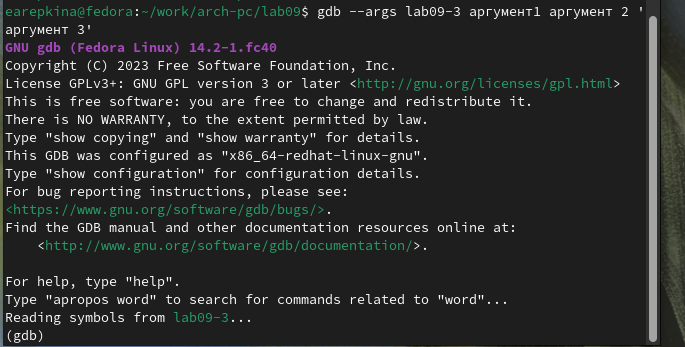 earepkina@fedora:~/work/arch-pc/lab09$ gdb --args lab09-3 аргумент1 аргумент 2 '
аргумент 3'
GNU gdb (Fedora Linux) 14.2-1.fc40
Copyright (C) 2023 Free Software Foundation, Inc.
License GPLv3+: GNU GPL version 3 or later <http://gnu.org/licenses/gpl.html>
This is free software: you are free to change and redistribute it.
There is NO WARRANTY, to the extent permitted by law.
Type "show copying" and "show warranty" for details.
This GDB was configured as "x86_64-redhat-linux-gnu".
Type "show configuration" for configuration details.
For bug reporting instructions, please see:
<https://www.gnu.org/software/gdb/bugs/>.
Find the GDB manual and other documentation resources online at:
    <http://www.gnu.org/software/gdb/documentation/>.

For help, type "help".
Type "apropos word" to search for commands related to "word"...
Reading symbols from lab09-3...
(gdb)